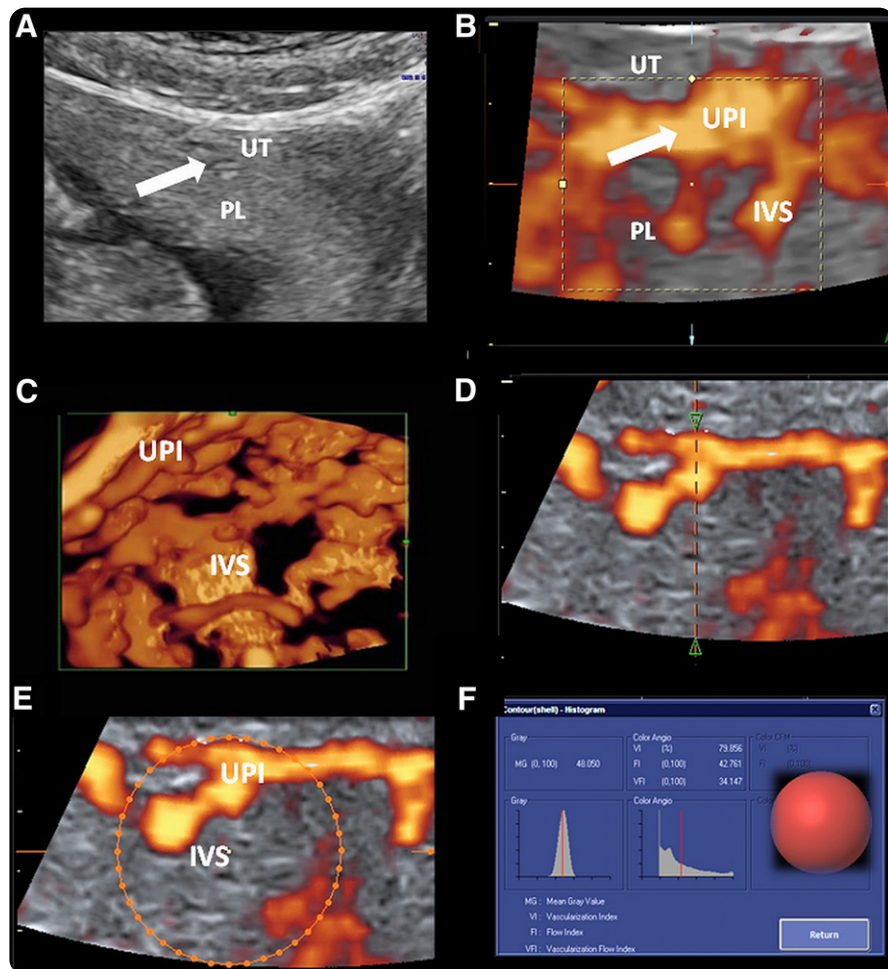 A
UT
PL
B
UT
UPI
PL
IVS
C
UPI
IVS
D
E
UPI
IVS
F
Contour(shell) - Histogram
Gray
MG (0, 100) 48.050
Color Angio
VI (%) 79.856
FI (0,100) 42.761
VFI (0,100) 34.147
Color CFM
VI (%)
FI (0,100)
Gray
Color Angio
MG : Mean Gray Value
VI : Vascularization Index
FI : Flow Index
VFI : Vascularization Flow Index
Return